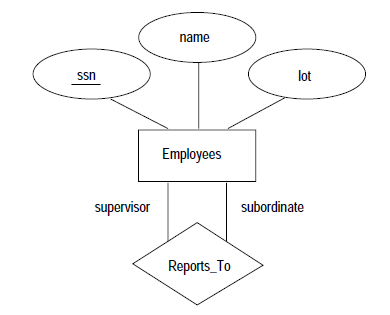 name
ssn
lot
Employees
supervisor
subordinate
Reports_To